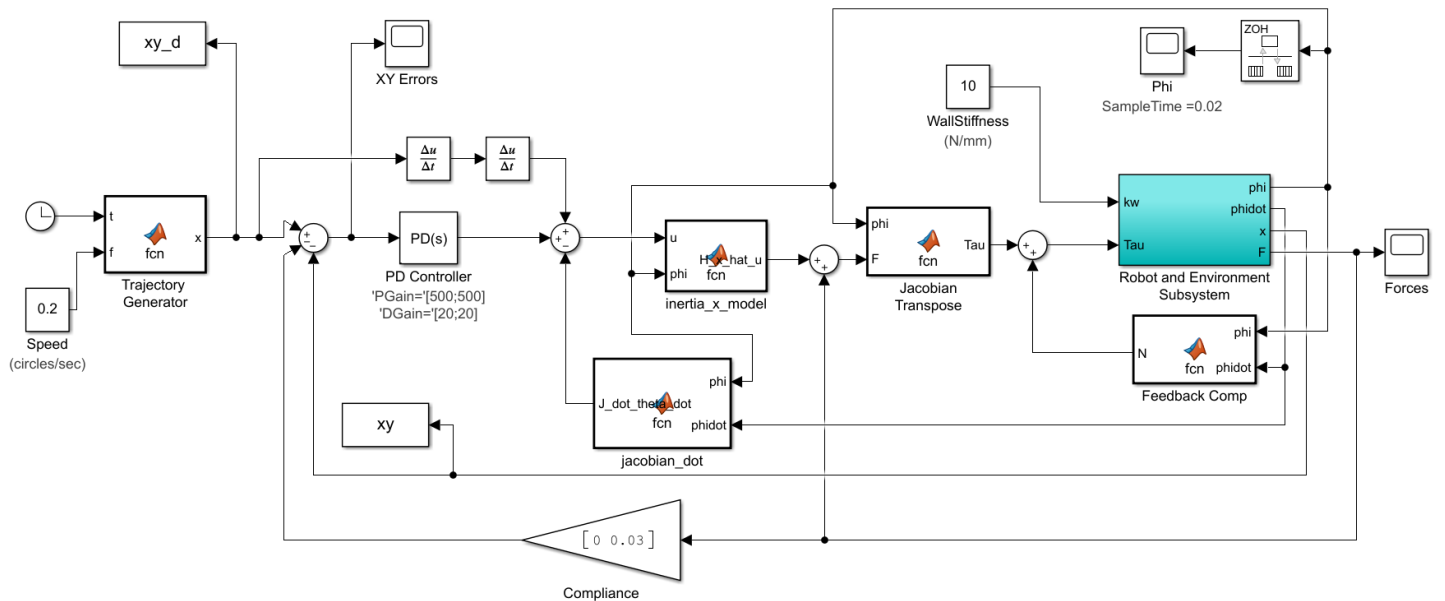 xy_d
XY Errors
ZOH
Phi
SampleTime =0.02
10
WallStiffness
(N/mm)
Δu
Δt
Δu
Δt
t
f
x
fcn
Trajectory
Generator
0.2
Speed
(circles/sec)
+
−
−
PD(s)
PD Controller
'PGain='[500;500]
'DGain='[20;20]
+
+
−
u
phi
H_x_hat_u
fcn
inertia_x_model
+
+
phi
F
Tau
fcn
Jacobian
Transpose
+
+
kw
Tau
phi
phidot
x
F
Robot and Environment
Subsystem
Forces
N
phi
phidot
fcn
Feedback Comp
phi
J_dot_theta_dot
fcn
phidot
jacobian_dot
xy
[0 0.03]
Compliance